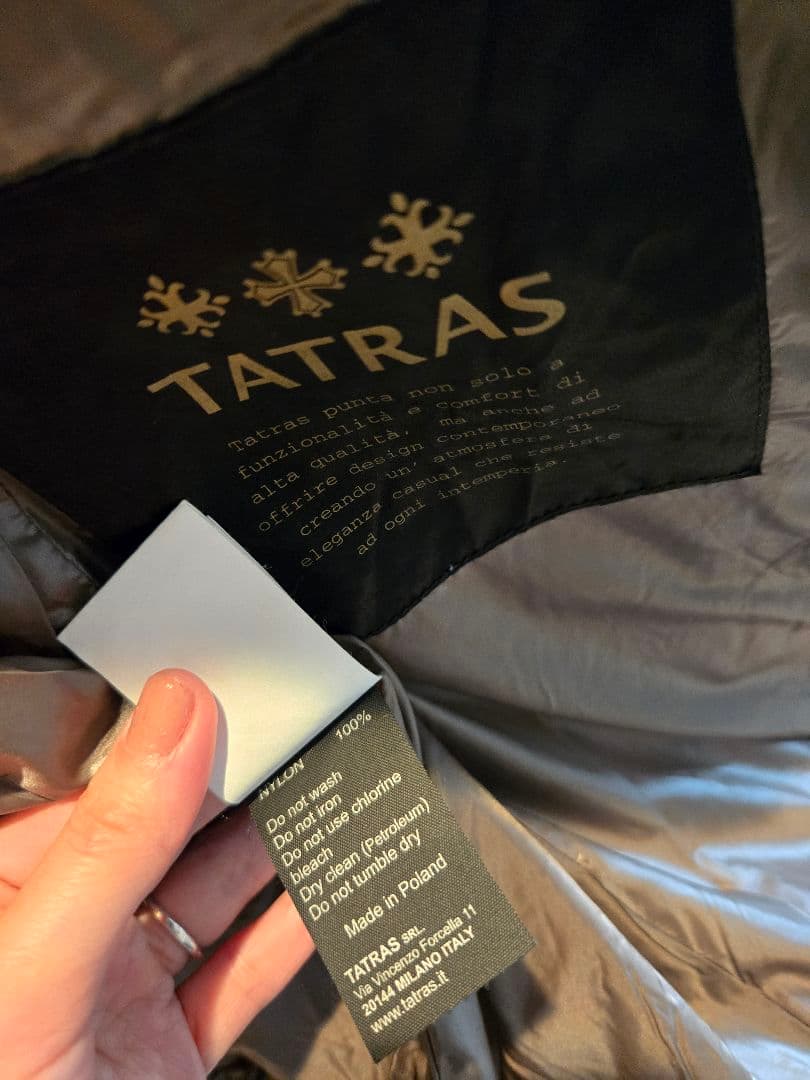 TATRAS
Tatras punta non solo a
funzionalità e comfort di
alta qualità, ma anche ad
offrire design contemporaneo
creando un' atmosfera di
eleganza casual che resiste
ad ogni intemperia.
100%
NYLON
Do not wash
Do not iron
Do not use chlorine
bleach
Dry clean (Petroleum)
Do not tumble dry
Made in Poland
TATRAS SRL
Via Vincenzo Forcella 11
20144 MILANO ITALY
www.tatras.it